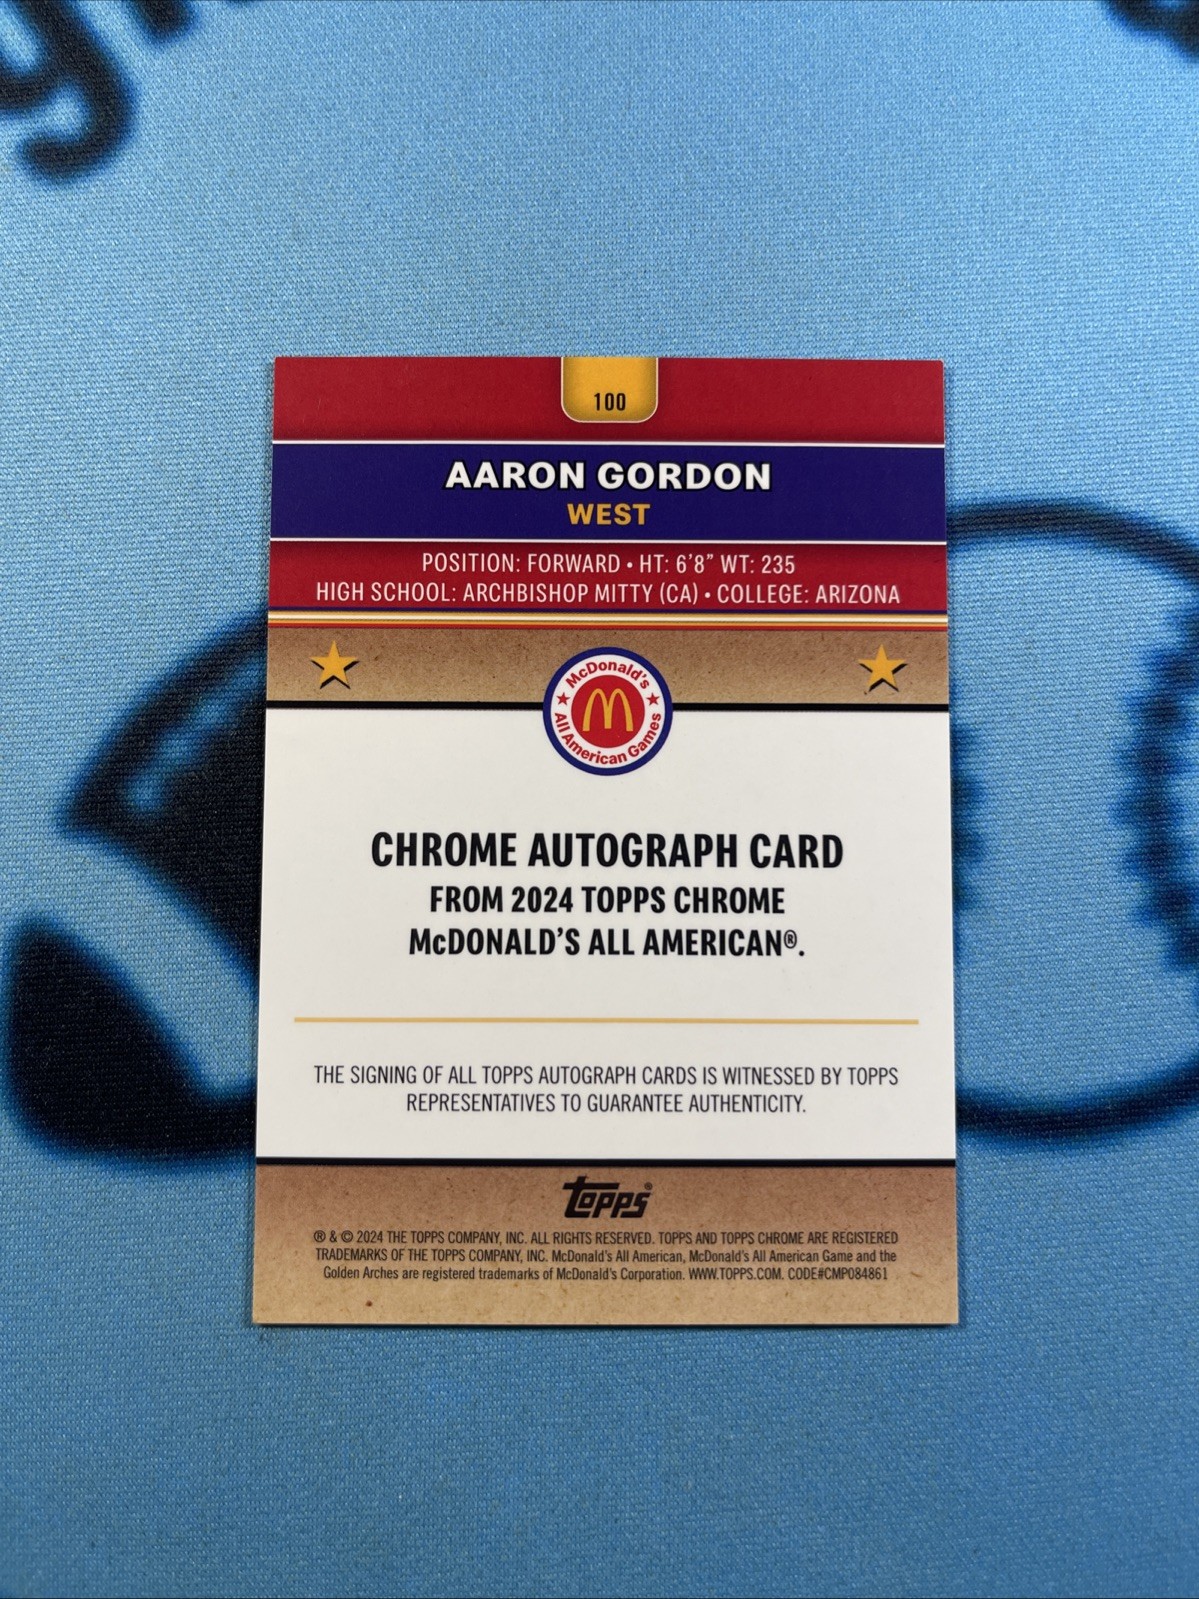 100
AARON GORDON
WEST
POSITION: FORWARD • HT: 6'8" WT: 235
HIGH SCHOOL: ARCHBISHOP MITTY (CA) • COLLEGE: ARIZONA
McDonald's
All American Games
CHROME AUTOGRAPH CARD
FROM 2024 TOPPS CHROME
McDONALD'S ALL AMERICAN®.
THE SIGNING OF ALL TOPPS AUTOGRAPH CARDS IS WITNESSED BY TOPPS
REPRESENTATIVES TO GUARANTEE AUTHENTICITY.
topps®
® & © 2024 THE TOPPS COMPANY, INC. ALL RIGHTS RESERVED. TOPPS AND TOPPS CHROME ARE REGISTERED
TRADEMARKS OF THE TOPPS COMPANY, INC. McDonald's All American, McDonald's All American Game and the
Golden Arches are registered trademarks of McDonald's Corporation. WWW.TOPPS.COM. CODE#CMP084861